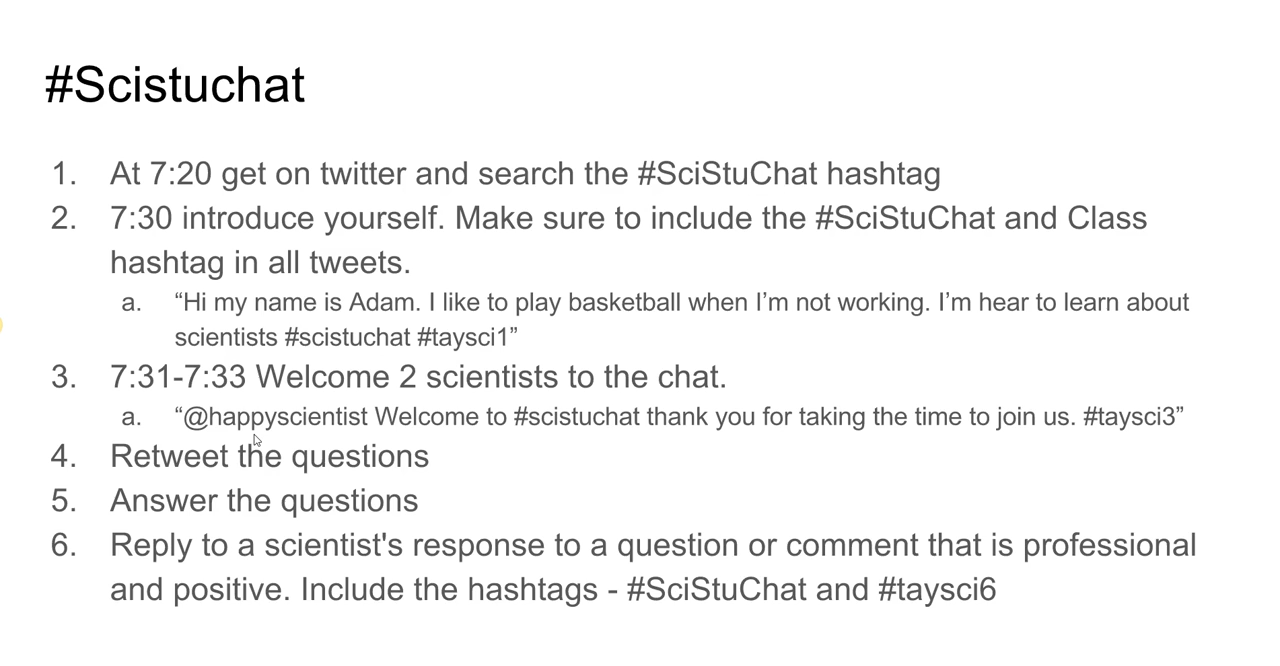 #Scistuchat
1. At 7:20 get on twitter and search the #SciStuChat hashtag
2. 7:30 introduce yourself. Make sure to include the #SciStuChat and Class
hashtag in all tweets.
a. “Hi my name is Adam. I like to play basketball when I’m not working. I’m hear to learn about
scientists #scistuchat #taysci1”
3. 7:31-7:33 Welcome 2 scientists to the chat.
a. “@happyscientist Welcome to #scistuchat thank you for taking the time to join us. #taysci3”
4. Retweet the questions
5. Answer the questions
6. Reply to a scientist's response to a question or comment that is professional
and positive. Include the hashtags - #SciStuChat and #taysci6